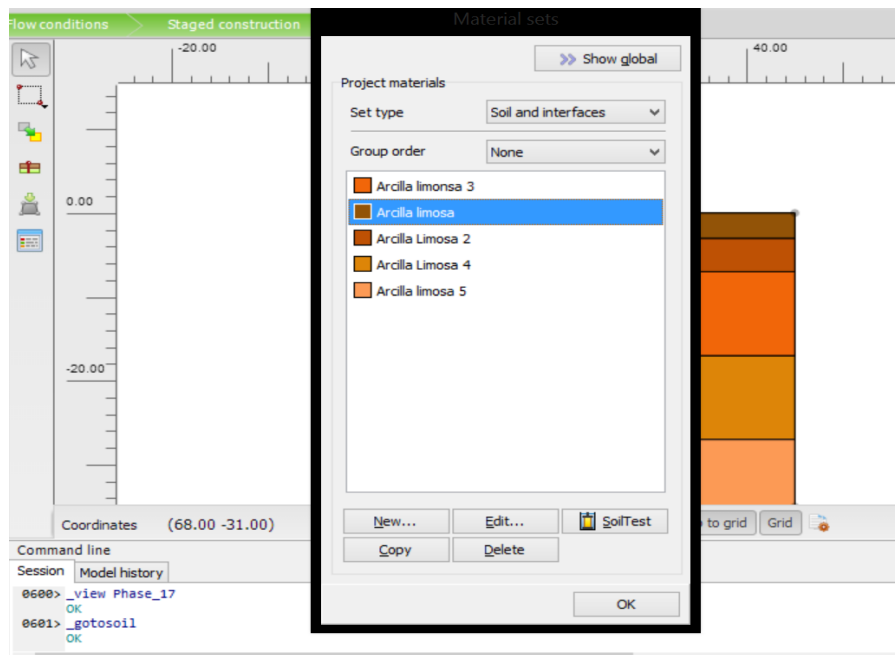 Flow conditions
Staged construction
Material sets
-20.00
40.00
Show global
Project materials
Set type
Soil and interfaces
Group order
None
Arcilla limonsa 3
Arcilla limosa
Arcilla Limosa 2
Arcilla Limosa 4
Arcilla limosa 5
0.00
-20.00
New...
Edit...
SoilTest
Copy
Delete
OK
Coordinates
(68.00 -31.00)
to grid
Grid
Command line
Session
Model history
0600> _view Phase_17
OK
0601> _gotosoil
OK